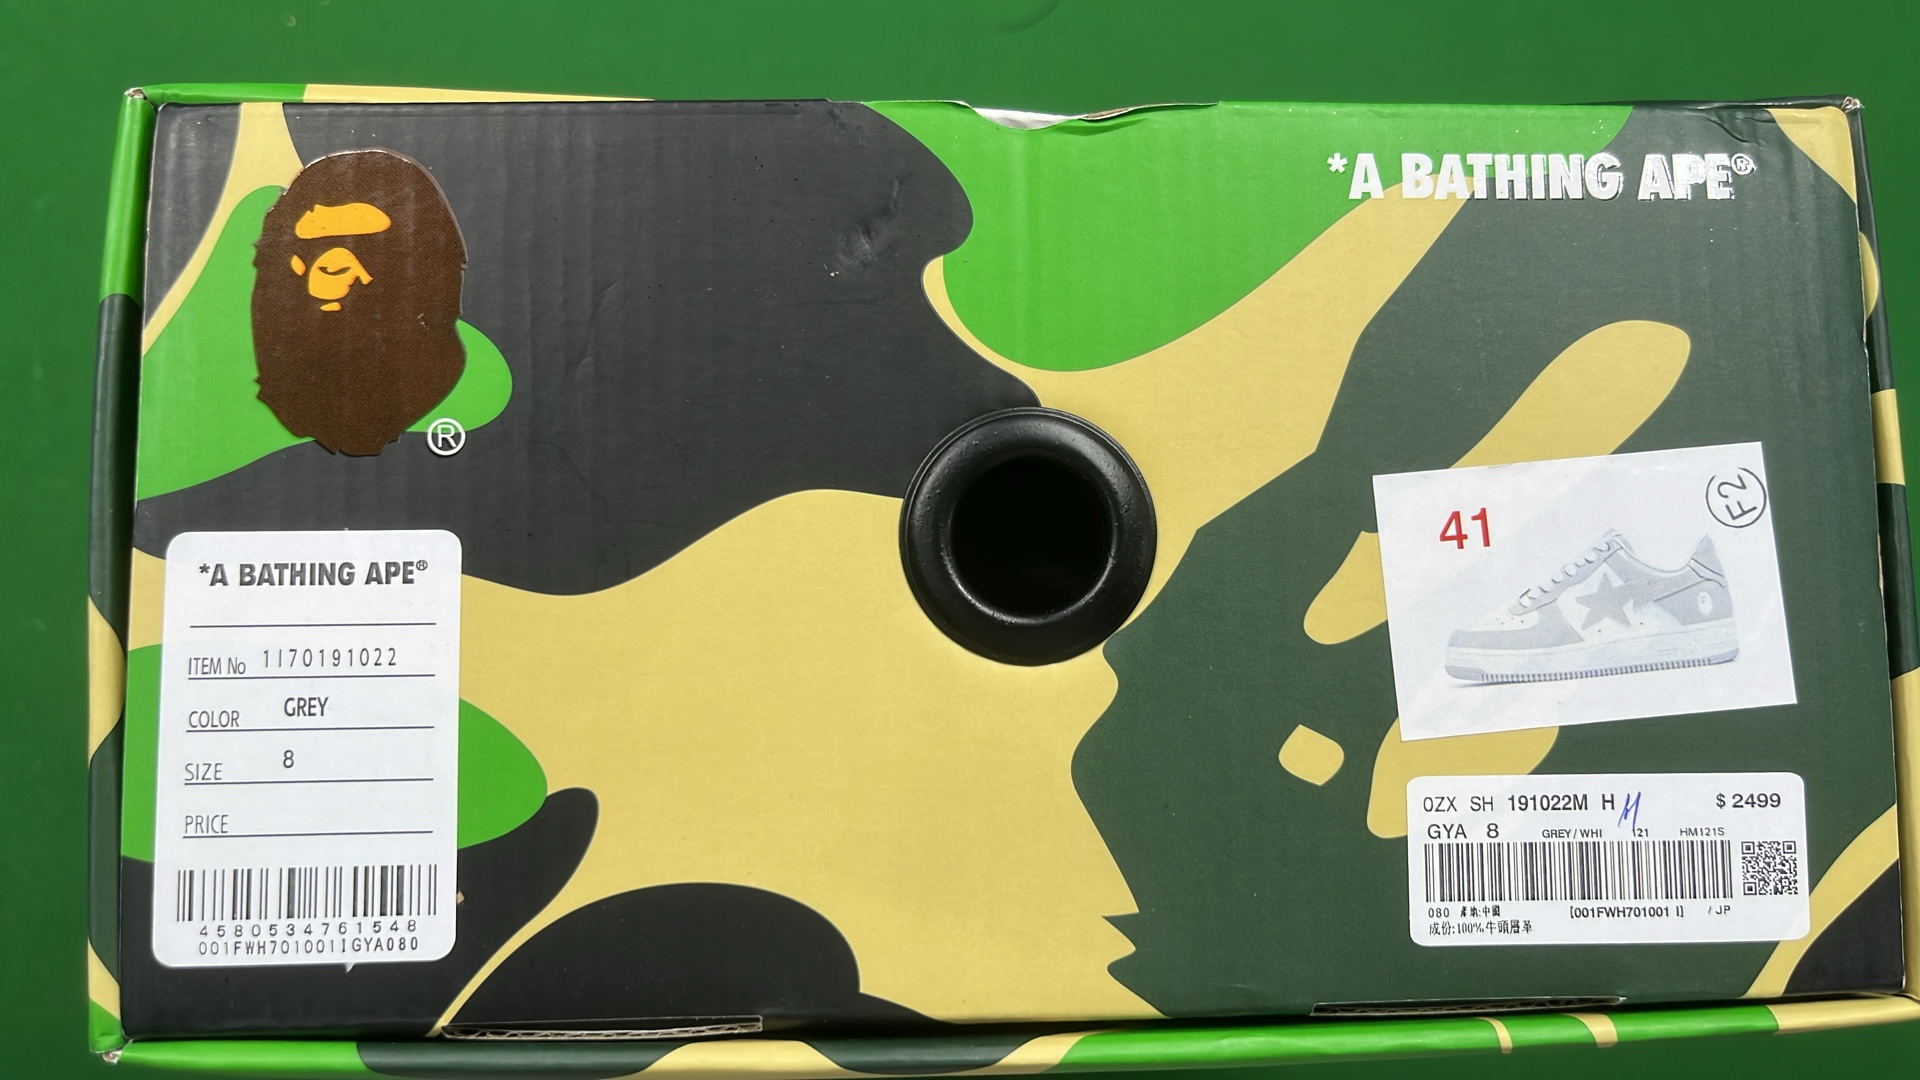 *A BATHING APE®
®
*A BATHING APE®
ITEM No 1I70191022
COLOR GREY
SIZE 8
PRICE
4580534761548
001FWH701001IGYA080
41
F2
OZX SH 191022M H $2499
GYA 8 GREY/WHI 121 HM121S
080 產地:中國 [001FWH701001 I] / JP
成份:100%牛頭層革